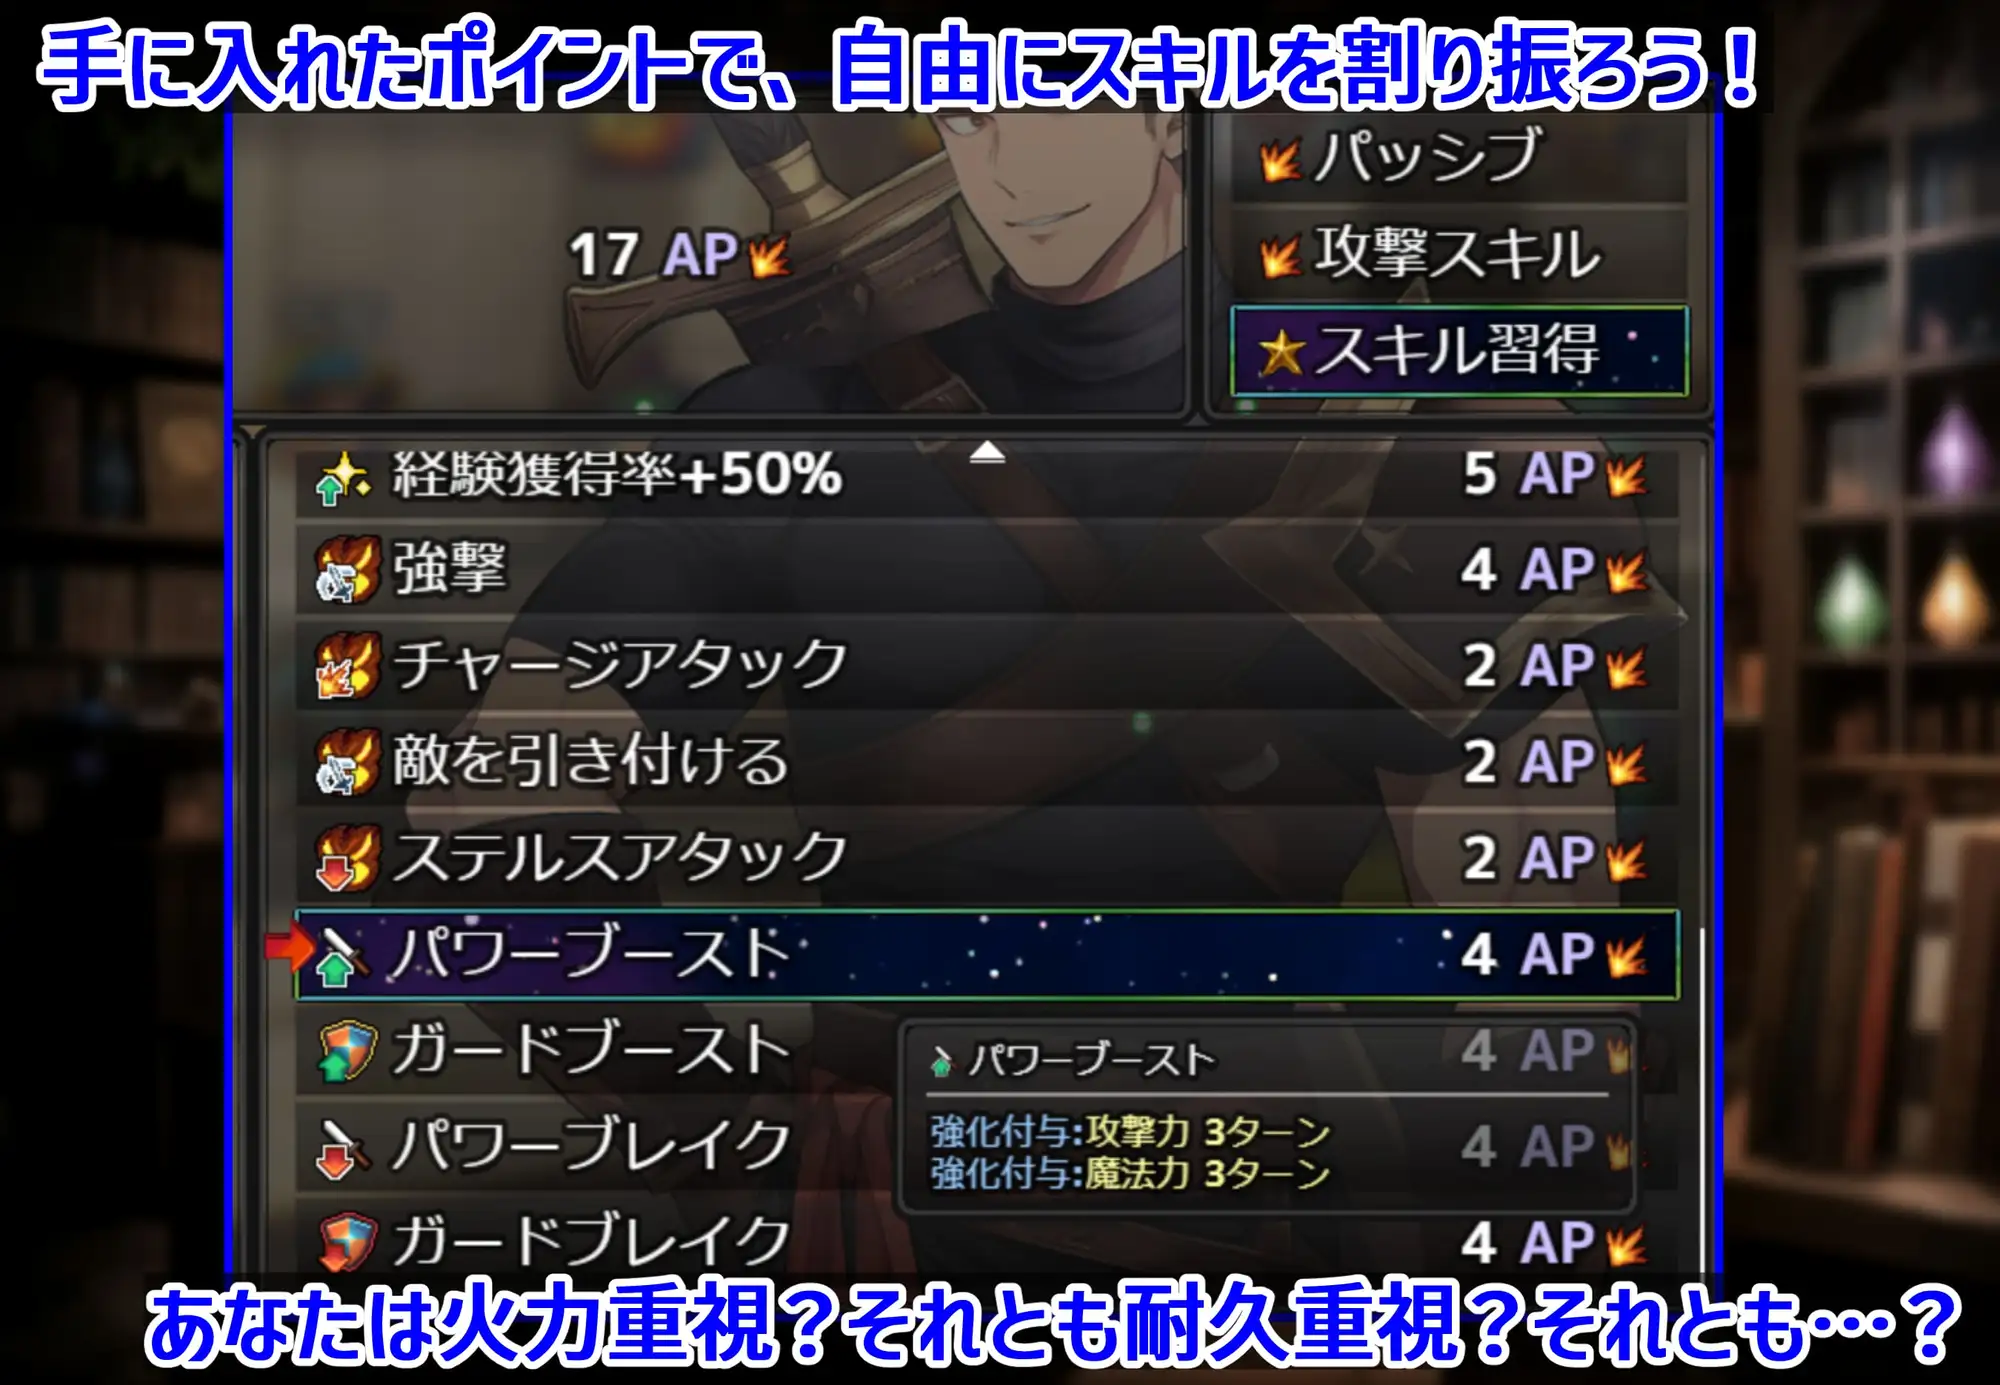 手に入れたポイントで、自由にスキルを割り振ろう！
パッシブ
17 AP
攻撃スキル
スキル習得
経験獲得率+50% 5 AP
強撃 4 AP
チャージアタック 2 AP
敵を引き付ける 2 AP
ステルスアタック 2 AP
パワーブースト 4 AP
ガードブースト 4 AP
パワーブースト
強化付与:攻撃力 3ターン
強化付与:魔法力 3ターン
パワーブレイク 4 AP
ガードブレイク 4 AP
あなたは火力重視？それとも耐久重視？それとも…？